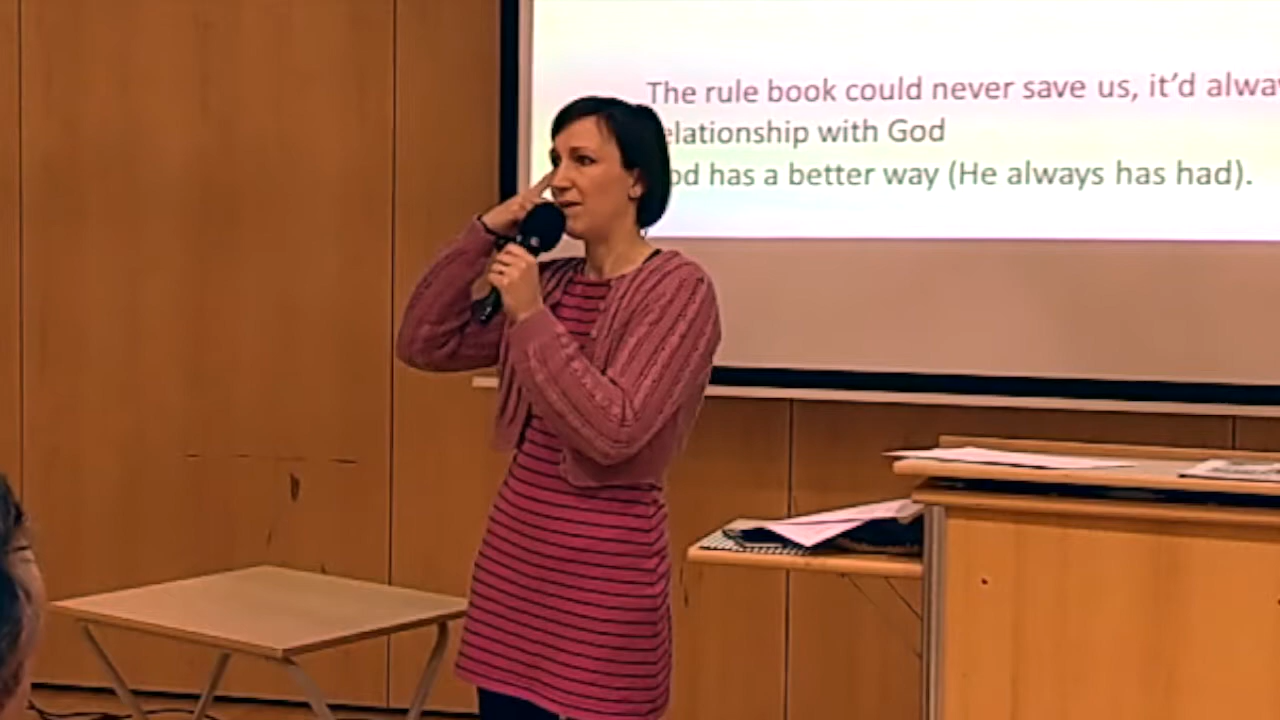 The rule book could never save us, it'd alwa
elationship with God
od has a better way (He always has had).